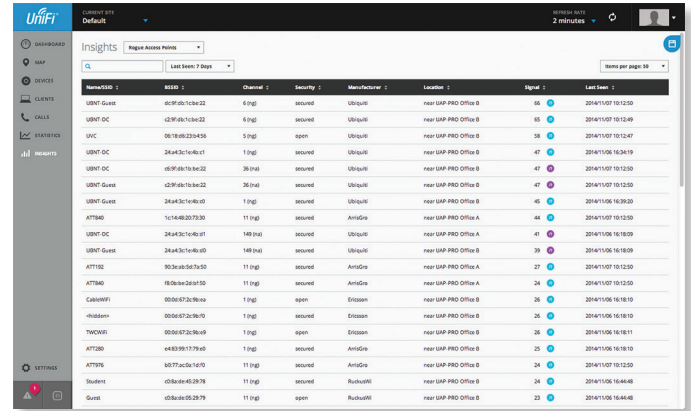 UniFi
CURRENT SITE
Default
REFRESH RATE
2 minutes
DASHBOARD
MAP
DEVICES
CLIENTS
CALLS
STATISTICS
INSIGHTS
SETTINGS
Insights Rogue Access Points
Last Seen: 7 Days
Items per page: 50
Name/SSID BSSID Channel Security Manufacturer Location Signal Last Seen
UBNT-Guest dc:9f:db:1c:be:22 6 (ng) secured Ubiquiti near UAP-PRO Office B 66 2014/11/07 10:12:50
UBNT-OC c2:9f:db:1c:be:22 6 (ng) secured Ubiquiti near UAP-PRO Office B 65 2014/11/07 10:12:49
UVC 06:18:d6:23:b4:56 5 (ng) open Ubiquiti near UAP-PRO Office B 58 2014/11/07 10:12:47
UBNT-OC 24:a4:3c:1e:4b:c1 1 (ng) secured Ubiquiti near UAP-PRO Office B 47 2014/11/06 16:34:19
UBNT-OC c6:9f:db:1b:be:22 36 (na) secured Ubiquiti near UAP-PRO Office B 47 2014/11/07 10:12:50
UBNT-Guest c2:9f:db:1b:be:22 36 (na) secured Ubiquiti near UAP-PRO Office B 47 2014/11/07 10:12:50
UBNT-Guest 24:a4:3c:1e:4b:c0 1 (ng) secured Ubiquiti near UAP-PRO Office B 45 2014/11/06 16:39:20
ATT840 1c:14:48:20:73:30 11 (ng) secured ArrisGro near UAP-PRO Office A 44 2014/11/07 10:12:50
UBNT-OC 24:a4:3c:1e:4b:d1 149 (na) secured Ubiquiti near UAP-PRO Office A 41 2014/11/06 16:18:09
UBNT-Guest 24:a4:3c:1e:4b:d0 149 (na) secured Ubiquiti near UAP-PRO Office B 39 2014/11/06 16:18:09
ATT192 90:3e:ab:5d:7a:50 11 (ng) secured ArrisGro near UAP-PRO Office A 27 2014/11/07 10:12:50
ATT840 f8:0b:be:2d:bf:50 11 (ng) secured ArrisGro near UAP-PRO Office A 24 2014/11/07 10:12:50
CableWiFi 00:0d:67:2c:9b:ea 1 (ng) open Ericsson near UAP-PRO Office B 26 2014/11/06 16:18:10
<hidden> 00:0d:67:2c:9b:f0 1 (ng) secured Ericsson near UAP-PRO Office B 26 2014/11/06 16:18:10
TWCWiFi 00:0d:67:2c:9b:e9 1 (ng) open Ericsson near UAP-PRO Office B 26 2014/11/06 16:18:11
ATT280 e4:83:99:17:79:e0 1 (ng) secured ArrisGro near UAP-PRO Office B 25 2014/11/06 16:18:10
ATT976 b0:77:ac:0a:1d:f0 11 (ng) secured ArrisGro near UAP-PRO Office B 24 2014/11/07 10:12:50
Student c0:8a:de:45:29:78 11 (ng) secured RuckusWi near UAP-PRO Office B 24 2014/11/06 16:44:48
Guest c0:8a:de:05:29:79 11 (ng) open RuckusWi near UAP-PRO Office B 23 2014/11/06 16:44:48